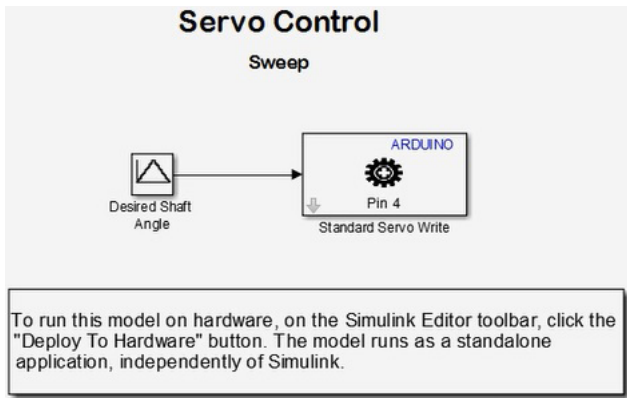 Servo Control
Sweep
ARDUINO
Pin 4
Desired Shaft
Angle
Standard Servo Write
To run this model on hardware, on the Simulink Editor toolbar, click the
"Deploy To Hardware" button. The model runs as a standalone
application, independently of Simulink.